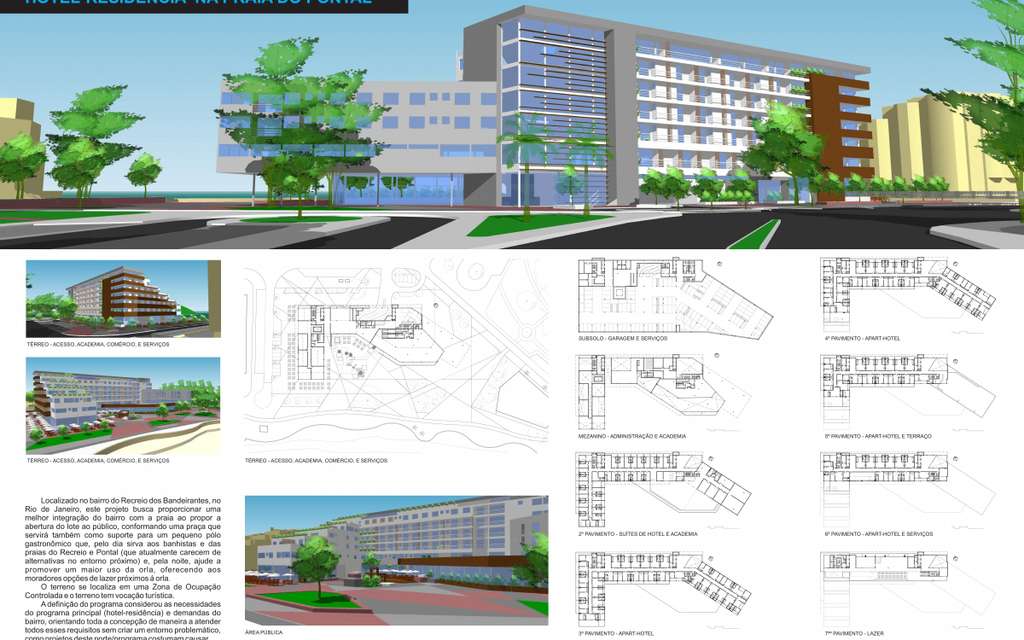 HOTEL-RESIDÊNCIA NA PRAIA DO PONTAL
TÉRREO - ACESSO, ACADEMIA, COMÉRCIO, E SERVIÇOS
TÉRREO - ACESSO, ACADEMIA, COMÉRCIO, E SERVIÇOS
TÉRREO - ACESSO, ACADEMIA, COMÉRCIO, E SERVIÇOS
Localizado no bairro do Recreio dos Bandeirantes, no
Rio de Janeiro, este projeto busca proporcionar uma
melhor integração do bairro com a praia ao propor a
abertura do lote ao público, conformando uma praça que
servirá também como suporte para um pequeno pólo
gastronômico que, pelo dia sirva aos banhistas e das
praias do Recreio e Pontal (que atualmente carecem de
alternativas no entorno próximo) e, pela noite, ajude a
promover um maior uso da orla, oferecendo aos
moradores opções de lazer próximos á orla.
O terreno se localiza em uma Zona de Ocupação
Controlada e o terreno tem vocação turística.
A definição do programa considerou as necessidades
do programa principal (hotel-residência) e demandas do
bairro, orientando toda a concepção de maneira a atender
todos esses requisitos sem criar um entorno problemático,
como projetos deste porte/programa costumam causar.
ÁREA PÚBLICA
SUBSOLO - GARAGEM E SERVIÇOS
MEZANINO - ADMINISTRAÇÃO E ACADEMIA
2º PAVIMENTO - SUÍTES DE HOTEL E ACADEMIA
3º PAVIMENTO - APART-HOTEL
4º PAVIMENTO - APART-HOTEL
5º PAVIMENTO - APART-HOTEL E TERRAÇO
6º PAVIMENTO - APART-HOTEL E SERVIÇOS
7º PAVIMENTO - LAZER